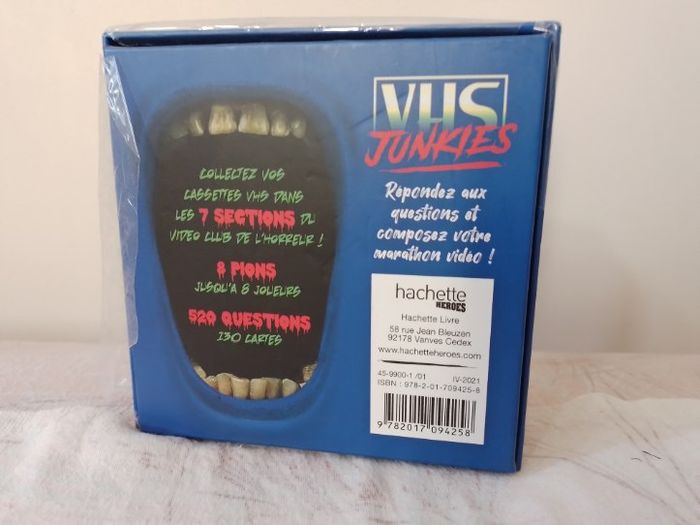 VHS
JUNKIES
Répondez aux
questions et
composez votre
marathon vidéo !
COLLECTEZ VOS
CASSETTES VHS DANS
LES 7 SECTIONS DU
VIDEO CLUB DE L'HORREUR !
8 PIONS
JUSQU'A 8 JOUEURS
520 QUESTIONS
130 CARTES
hachette
HEROES
Hachette Livre
58 rue Jean Bleuzen
92178 Vanves Cedex
www.hachetteheroes.com
45-9900-1 /01 IV-2021
ISBN : 978-2-01-709425-8
9 782017 094258